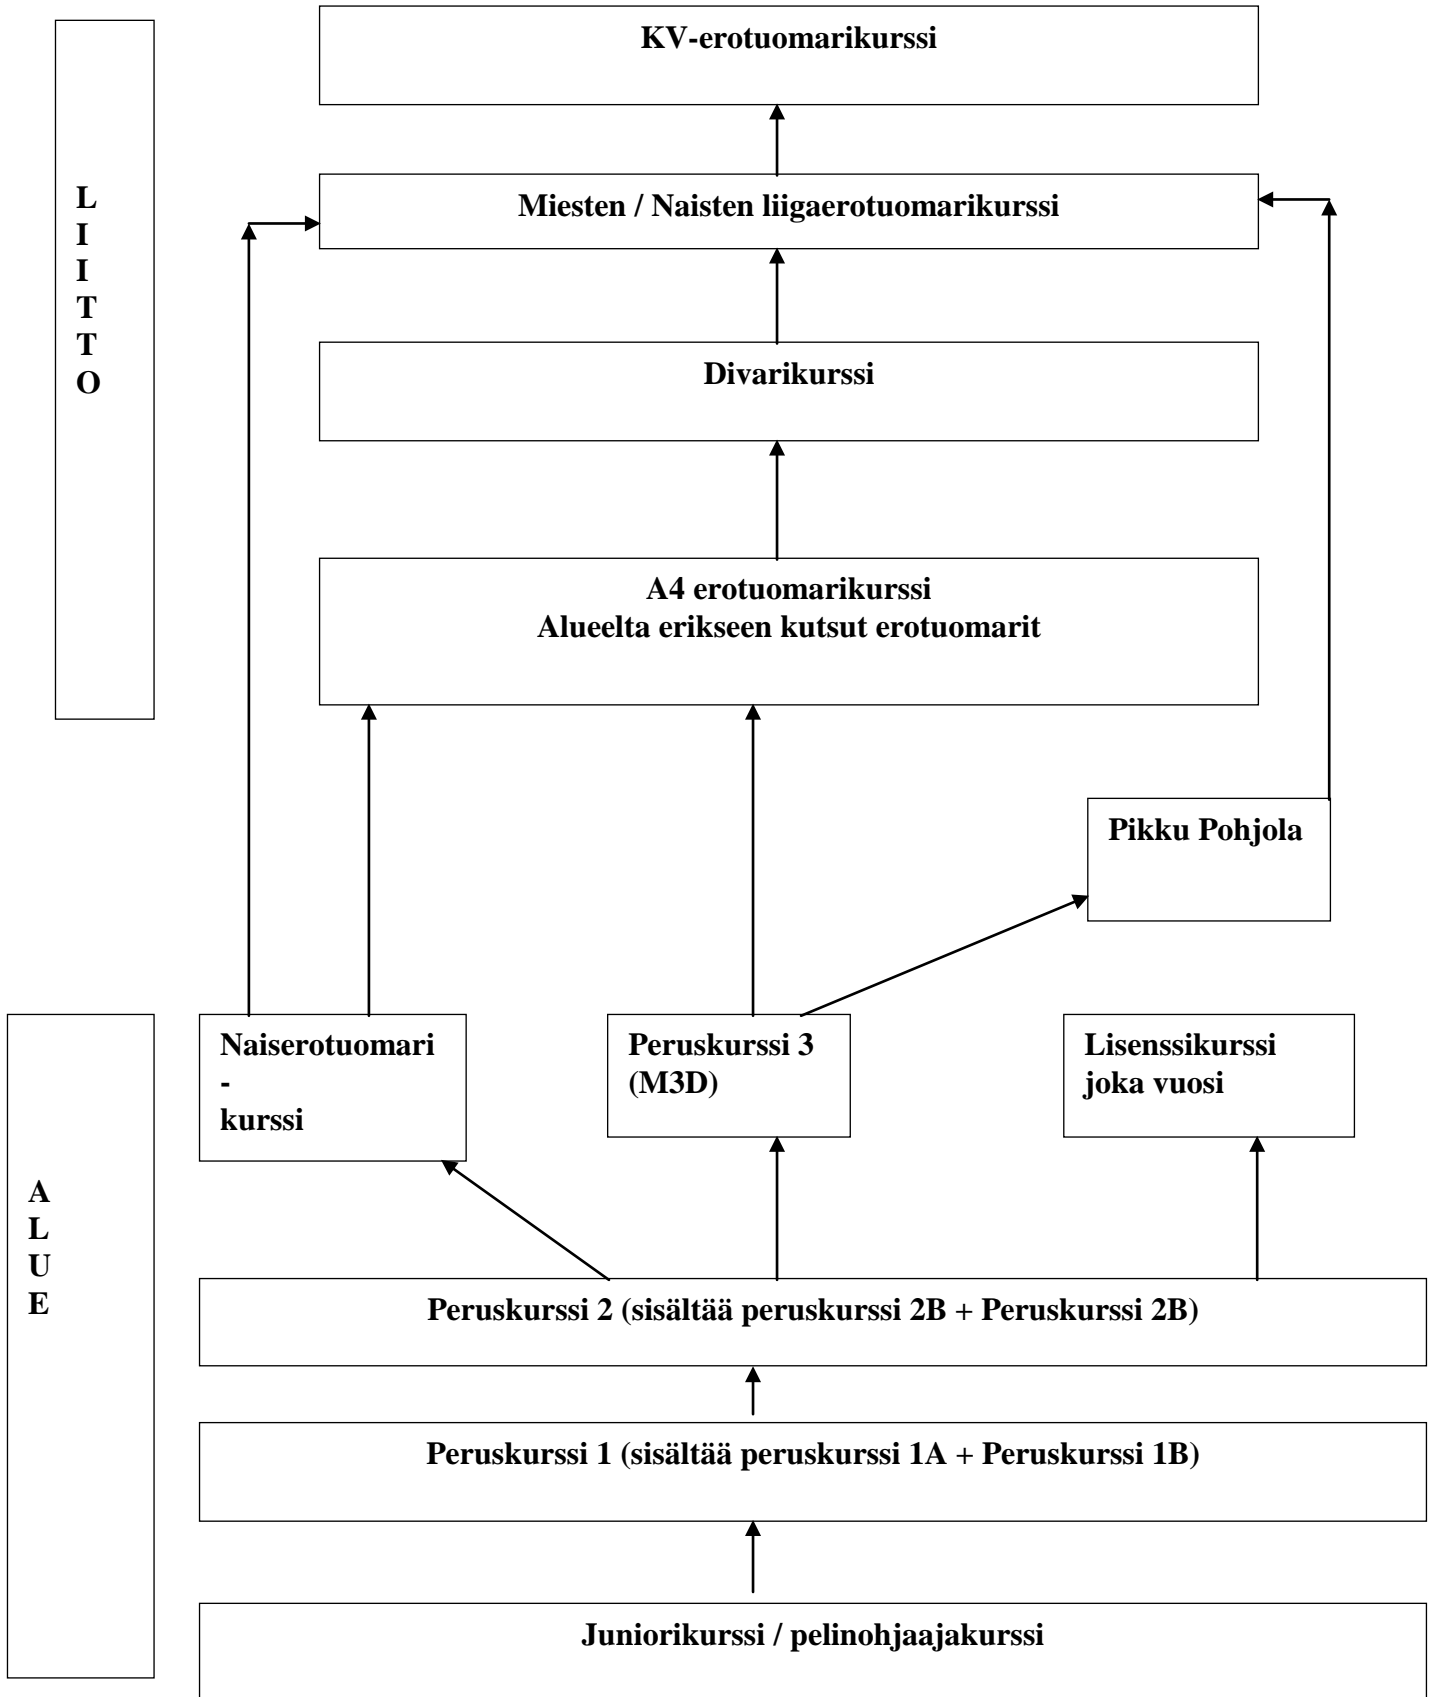 KV-erotuomarikurssi
L
I
I
T
T
O
Miesten / Naisten liigaerotuomarikurssi
Divarikurssi
A4 erotuomarikurssi
Alueelta erikseen kutsut erotuomarit
Pikku Pohjola
Naiserotuomari
-
kurssi
Peruskurssi 3
(M3D)
Lisenssikurssi
joka vuosi
A
L
U
E
Peruskurssi 2 (sisältää peruskurssi 2B + Peruskurssi 2B)
Peruskurssi 1 (sisältää peruskurssi 1A + Peruskurssi 1B)
Juniorikurssi / pelinohjaajakurssi